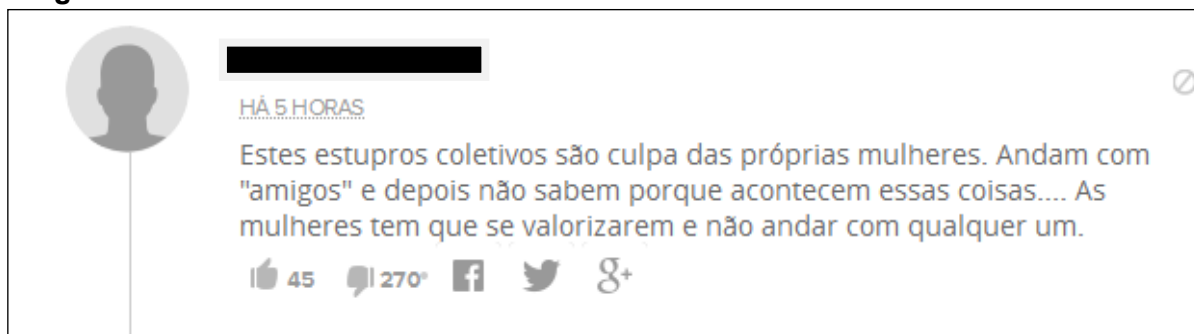 HÁ 5 HORAS
Estes estupros coletivos são culpa das próprias mulheres. Andam com
"amigos" e depois não sabem porque acontecem essas coisas.... As
mulheres tem que se valorizarem e não andar com qualquer um.
45 270 g+